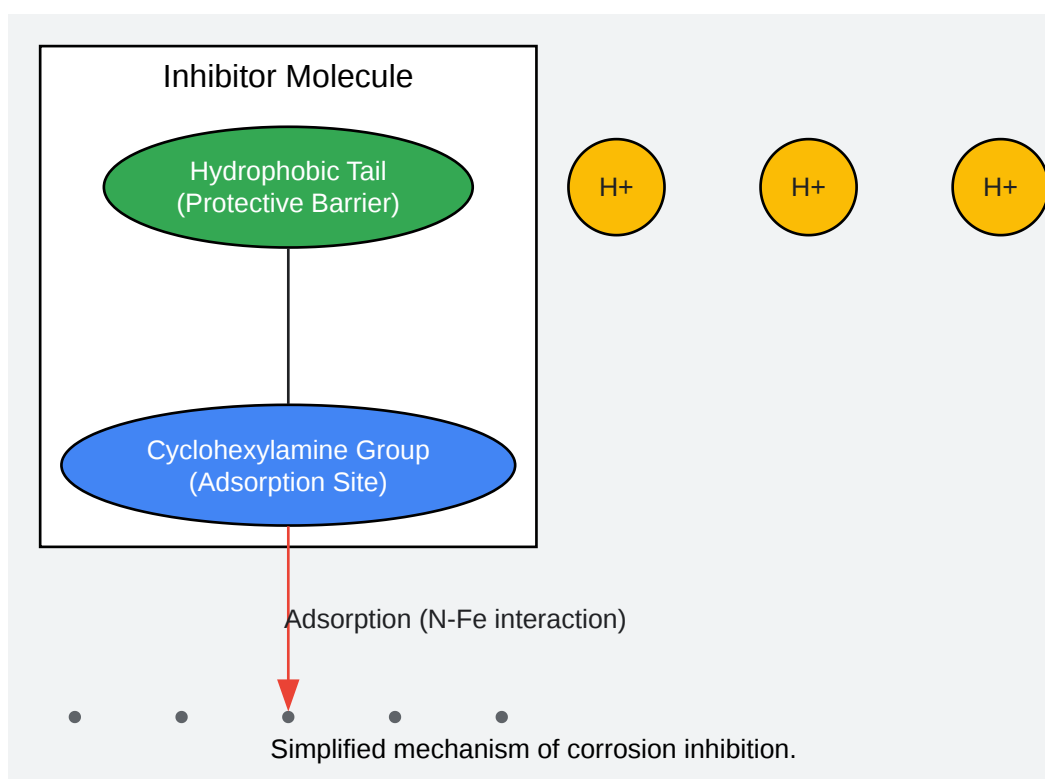 Inhibitor Molecule
Hydrophobic Tail
(Protective Barrier)
H+
H+
H+
Cyclohexylamine Group
(Adsorption Site)
Adsorption (N-Fe interaction)
Simplified mechanism of corrosion inhibition.